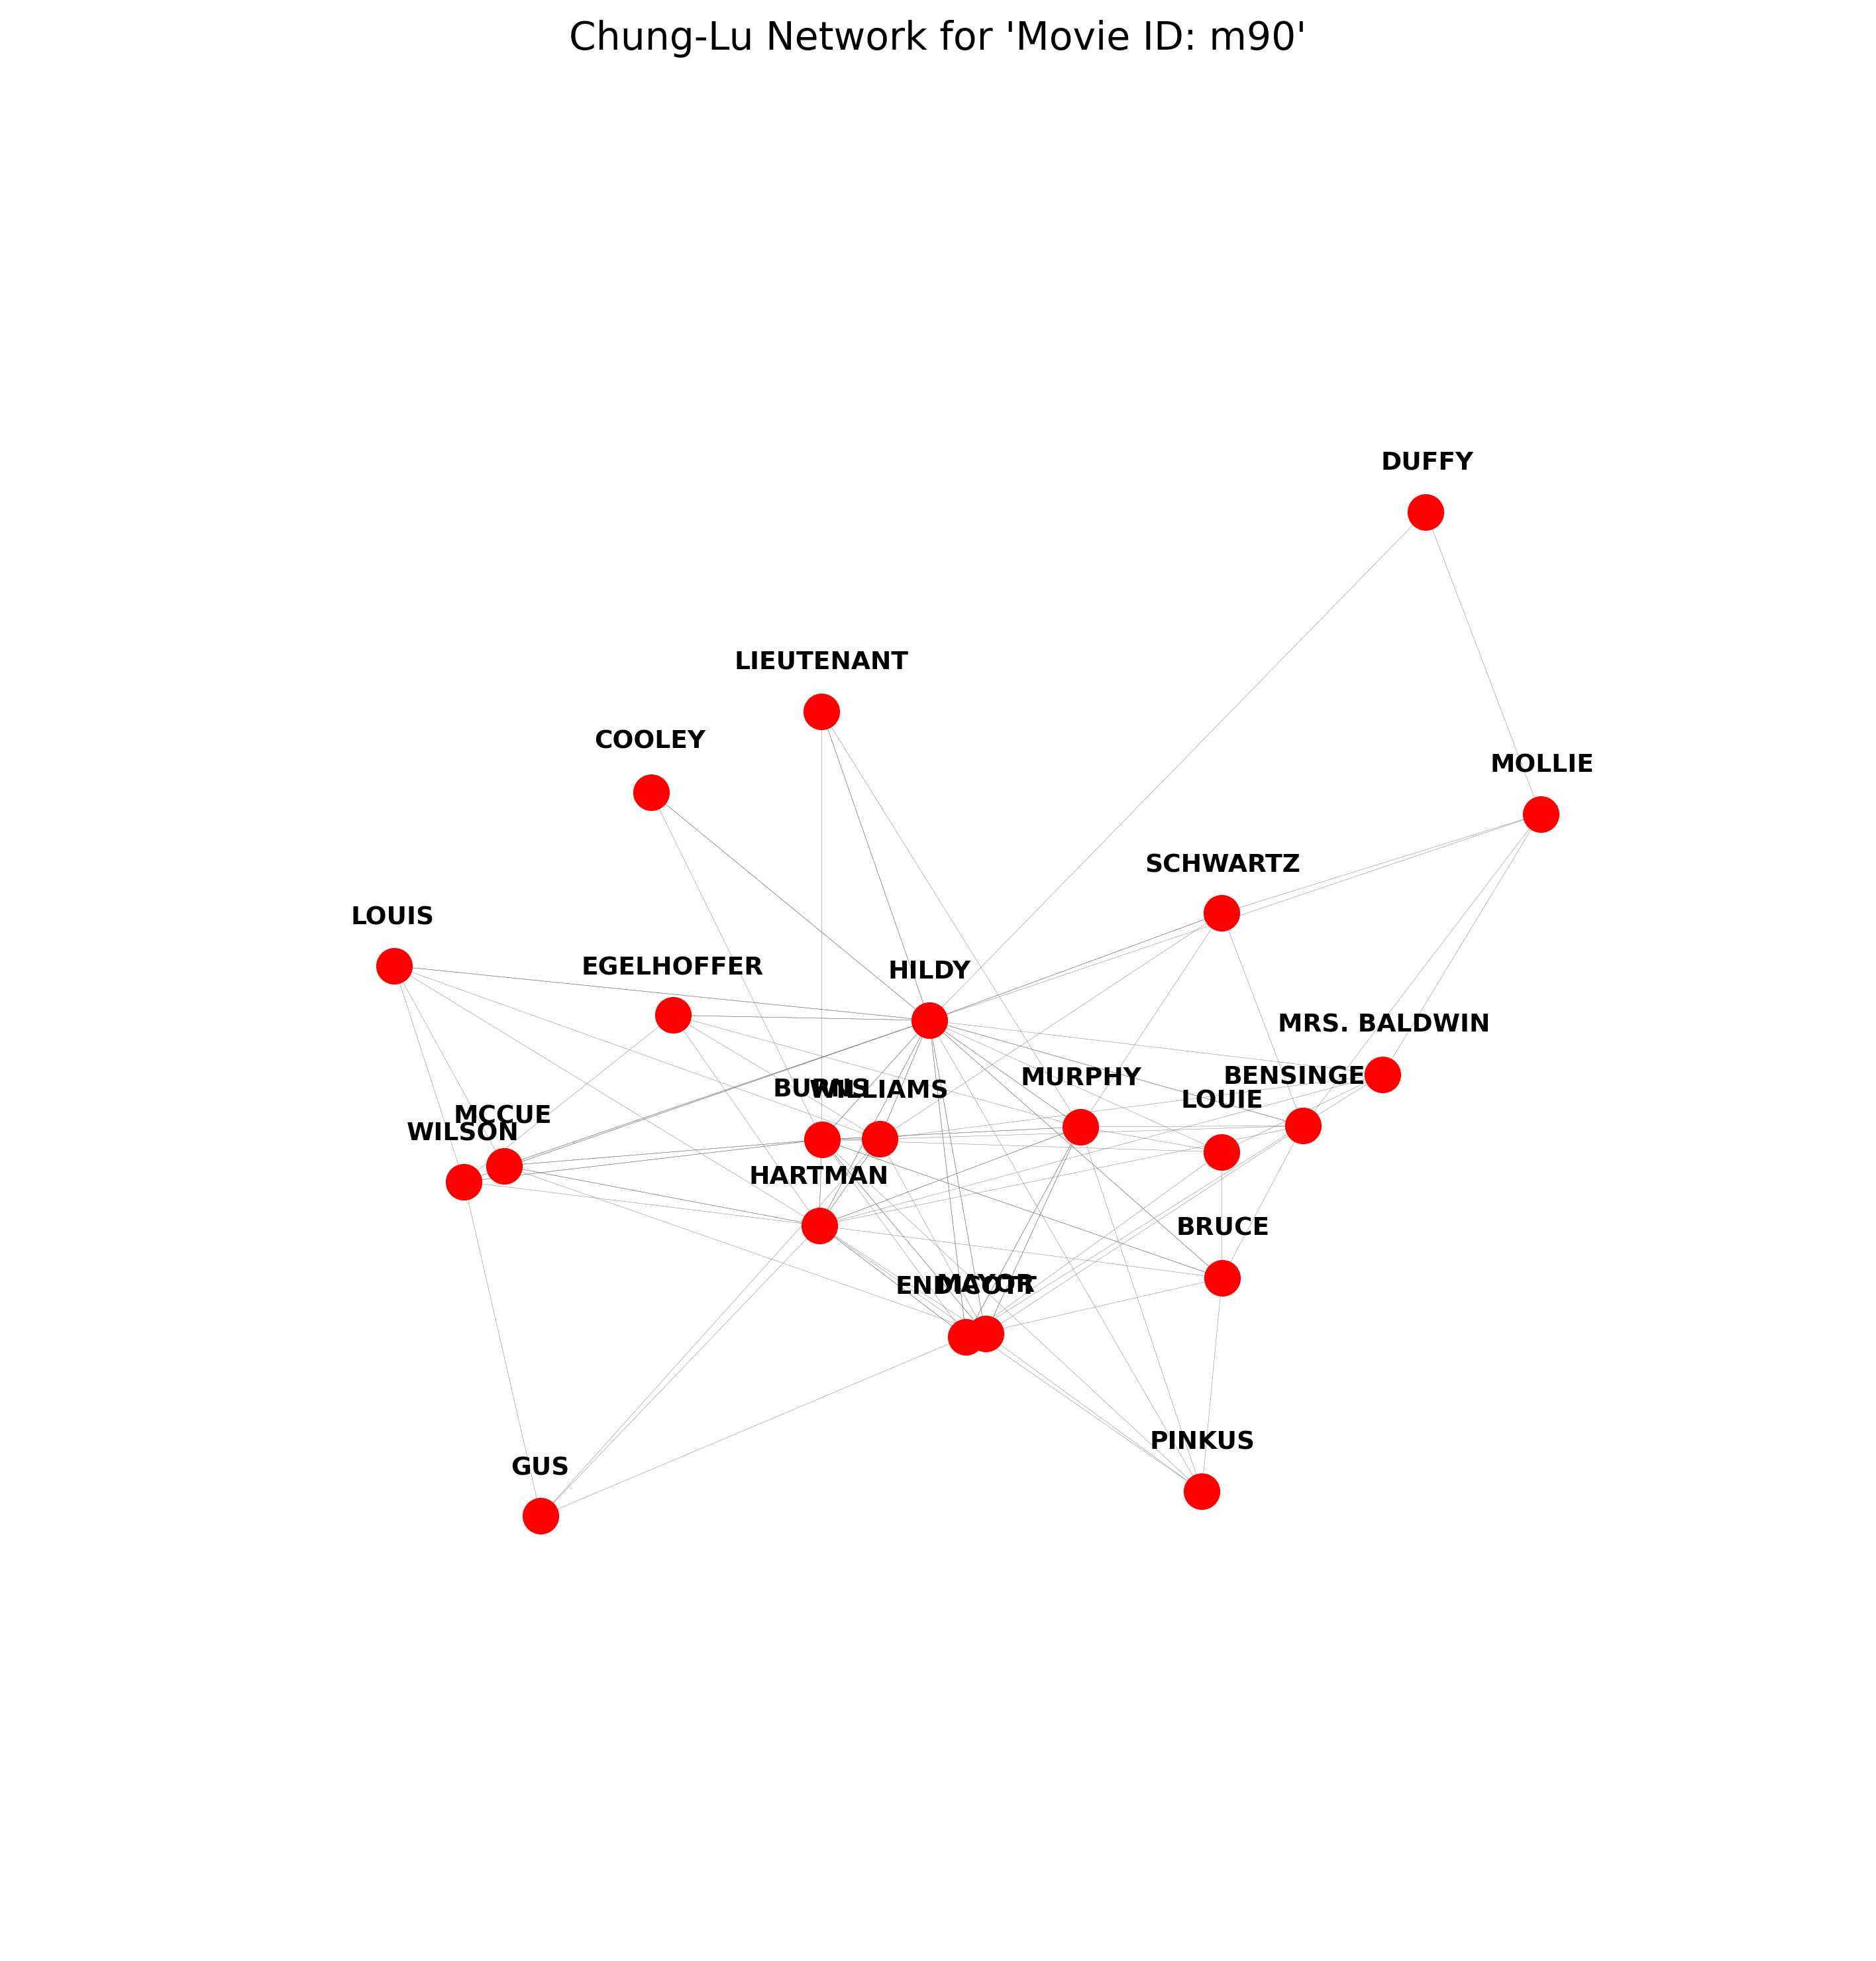 Chung-Lu Network for 'Movie ID: m90'
DUFFY
LIEUTENANT
COOLEY
MOLLIE
SCHWARTZ
LOUIS
EGELHOFFER
HILDY
MRS. BALDWIN
BENSINGE
MURPHY
BURNS
WILLIAMS
LOUIE
MCCUE
WILSON
HARTMAN
BRUCE
ENDICOTT
MAYOR
PINKUS
GUS